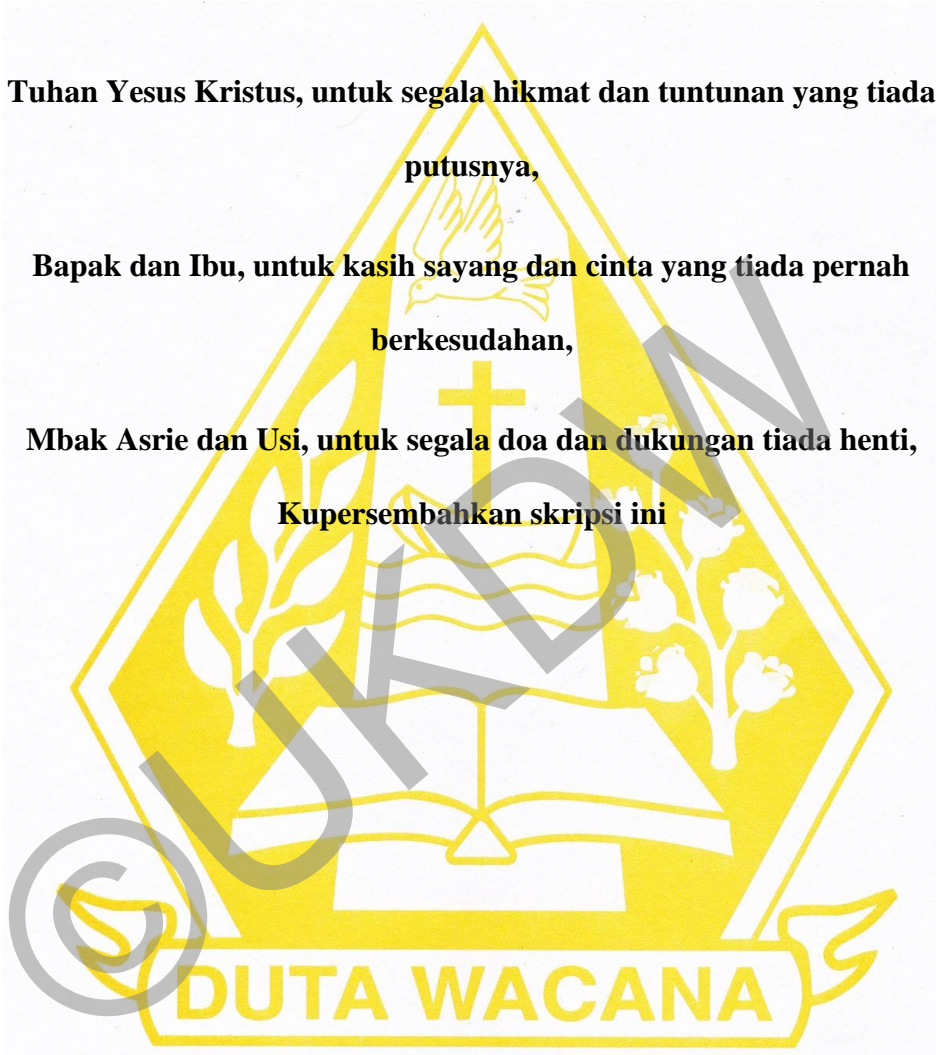 Tuhan Yesus Kristus, untuk segala hikmat dan tuntunan yang tiada
putusnya,
Bapak dan Ibu, untuk kasih sayang dan cinta yang tiada pernah
berkesudahan,
Mbak Asrie dan Usi, untuk segala doa dan dukungan tiada henti,
Kupersembahkan skripsi ini
©UKDW
DUTA WACANA